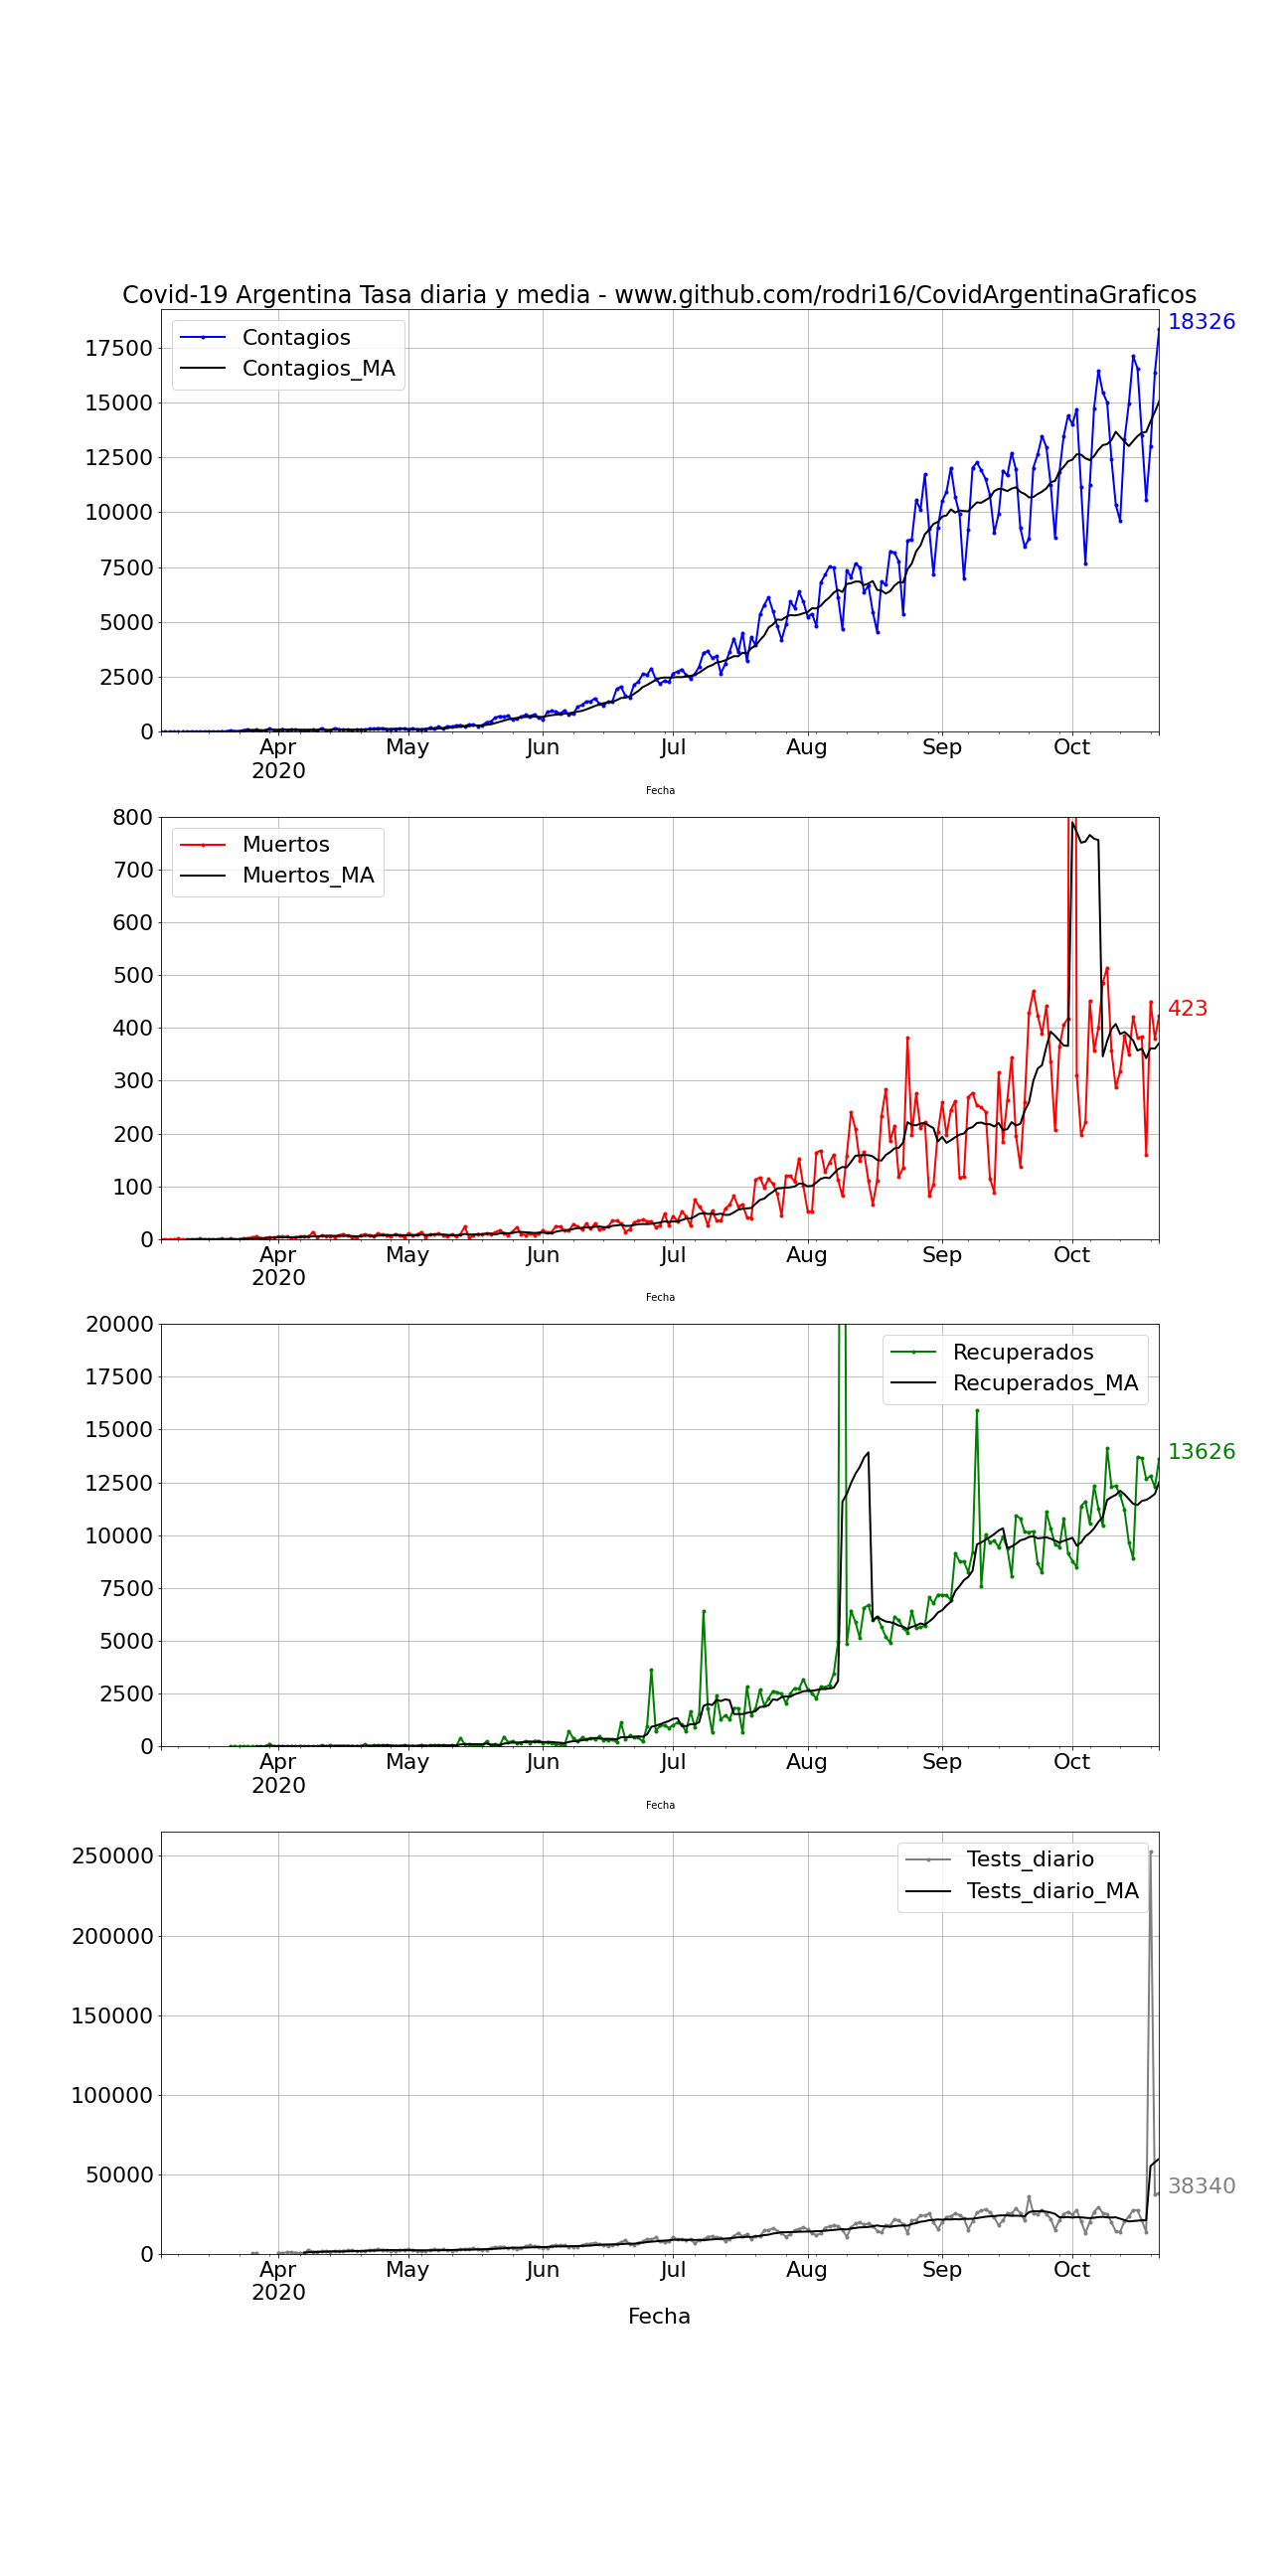 Covid-19 Argentina Tasa diaria y media - www.github.com/rodri16/CovidArgentinaGraficos
18326
Contagios
Contagios_MA
17500
15000
12500
10000
7500
5000
2500
0
Apr May Jun Jul Aug Sep Oct
2020
Fecha
800
Muertos
Muertos_MA
700
600
500
423
400
300
200
100
0
Apr May Jun Jul Aug Sep Oct
2020
Fecha
20000
Recuperados
Recuperados_MA
17500
15000
13626
12500
10000
7500
5000
2500
0
Apr May Jun Jul Aug Sep Oct
2020
Fecha
Tests_diario
Tests_diario_MA
250000
200000
150000
100000
50000
38340
0
Apr May Jun Jul Aug Sep Oct
2020
Fecha